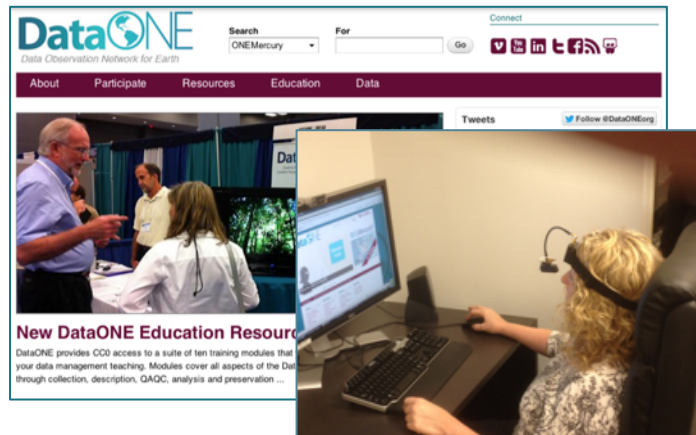 DataONE
Data Observation Network for Earth
Search
ONEMercury
For
Go
Connect
About Participate Resources Education Data
Tweets
Follow @DataONEorg
Dat
New DataONE Education Resourc
DataONE provides CC0 access to a suite of ten training modules that
your data management teaching. Modules cover all aspects of the Dat
through collection, description, QAQC, analysis and preservation ...